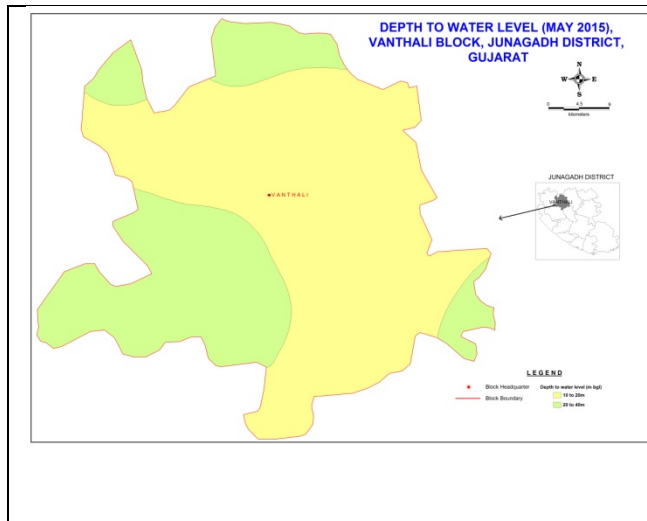 DEPTH TO WATER LEVEL (MAY 2015),
VANTHALI BLOCK, JUNAGADH DISTRICT,
GUJARAT
N
W E
S
0 4.5 9
kilometers
JUNAGADH DISTRICT
VANTHALI
VANTHALI
LEGEND
Block Headquarter
Block Boundary
Depth to water level (m bgl)
10 to 20m
20 to 40m